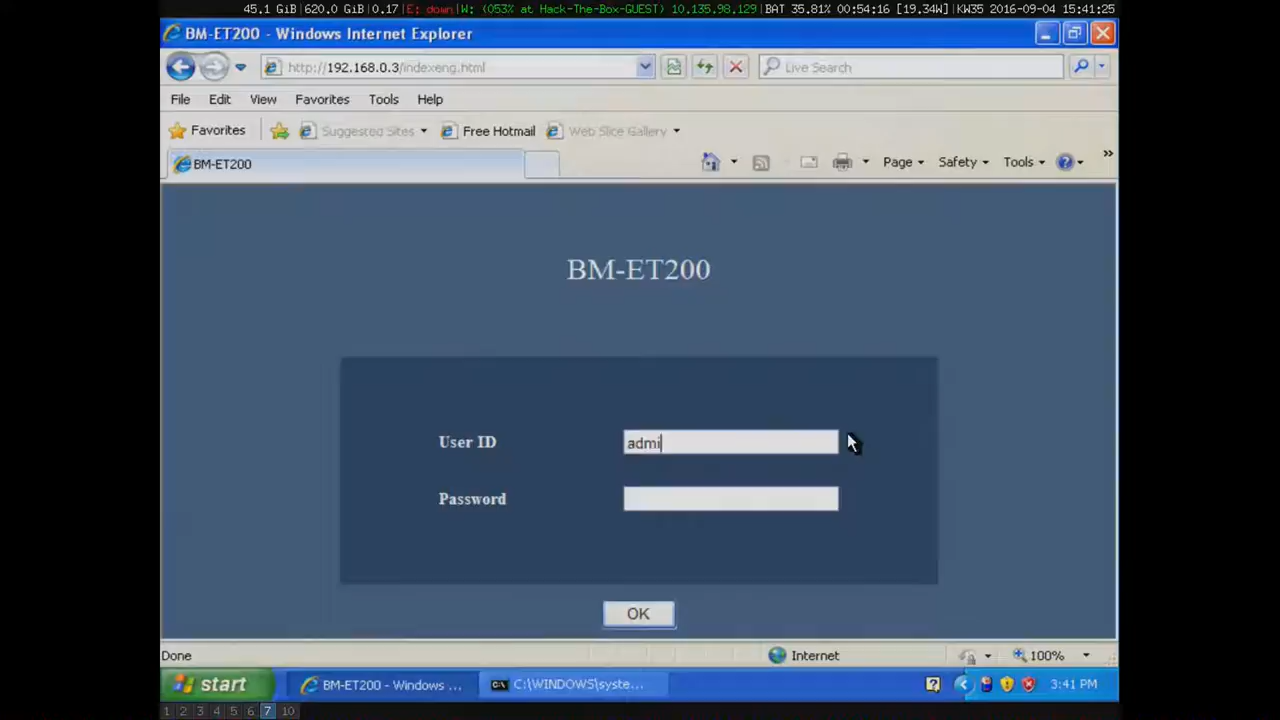 45.1 GiB|620.0 GiB|0.17|E: down|W: (053% at Hack-The-Box-GUEST) 10.135.98.129|BAT 35.81% 00:54:16 [19.34W]|KW35 2016-09-04 15:41:25
BM-ET200 - Windows Internet Explorer
http://192.168.0.3/indexeng.html
Live Search
File Edit View Favorites Tools Help
Favorites Suggested Sites Free Hotmail Web Slice Gallery
BM-ET200
Page Safety Tools
BM-ET200
User ID
admi
Password
OK
Done Internet 100%
start BM-ET200 - Windows ... C:\WINDOWS\syste... 3:41 PM
1 2 3 4 5 6 7 10